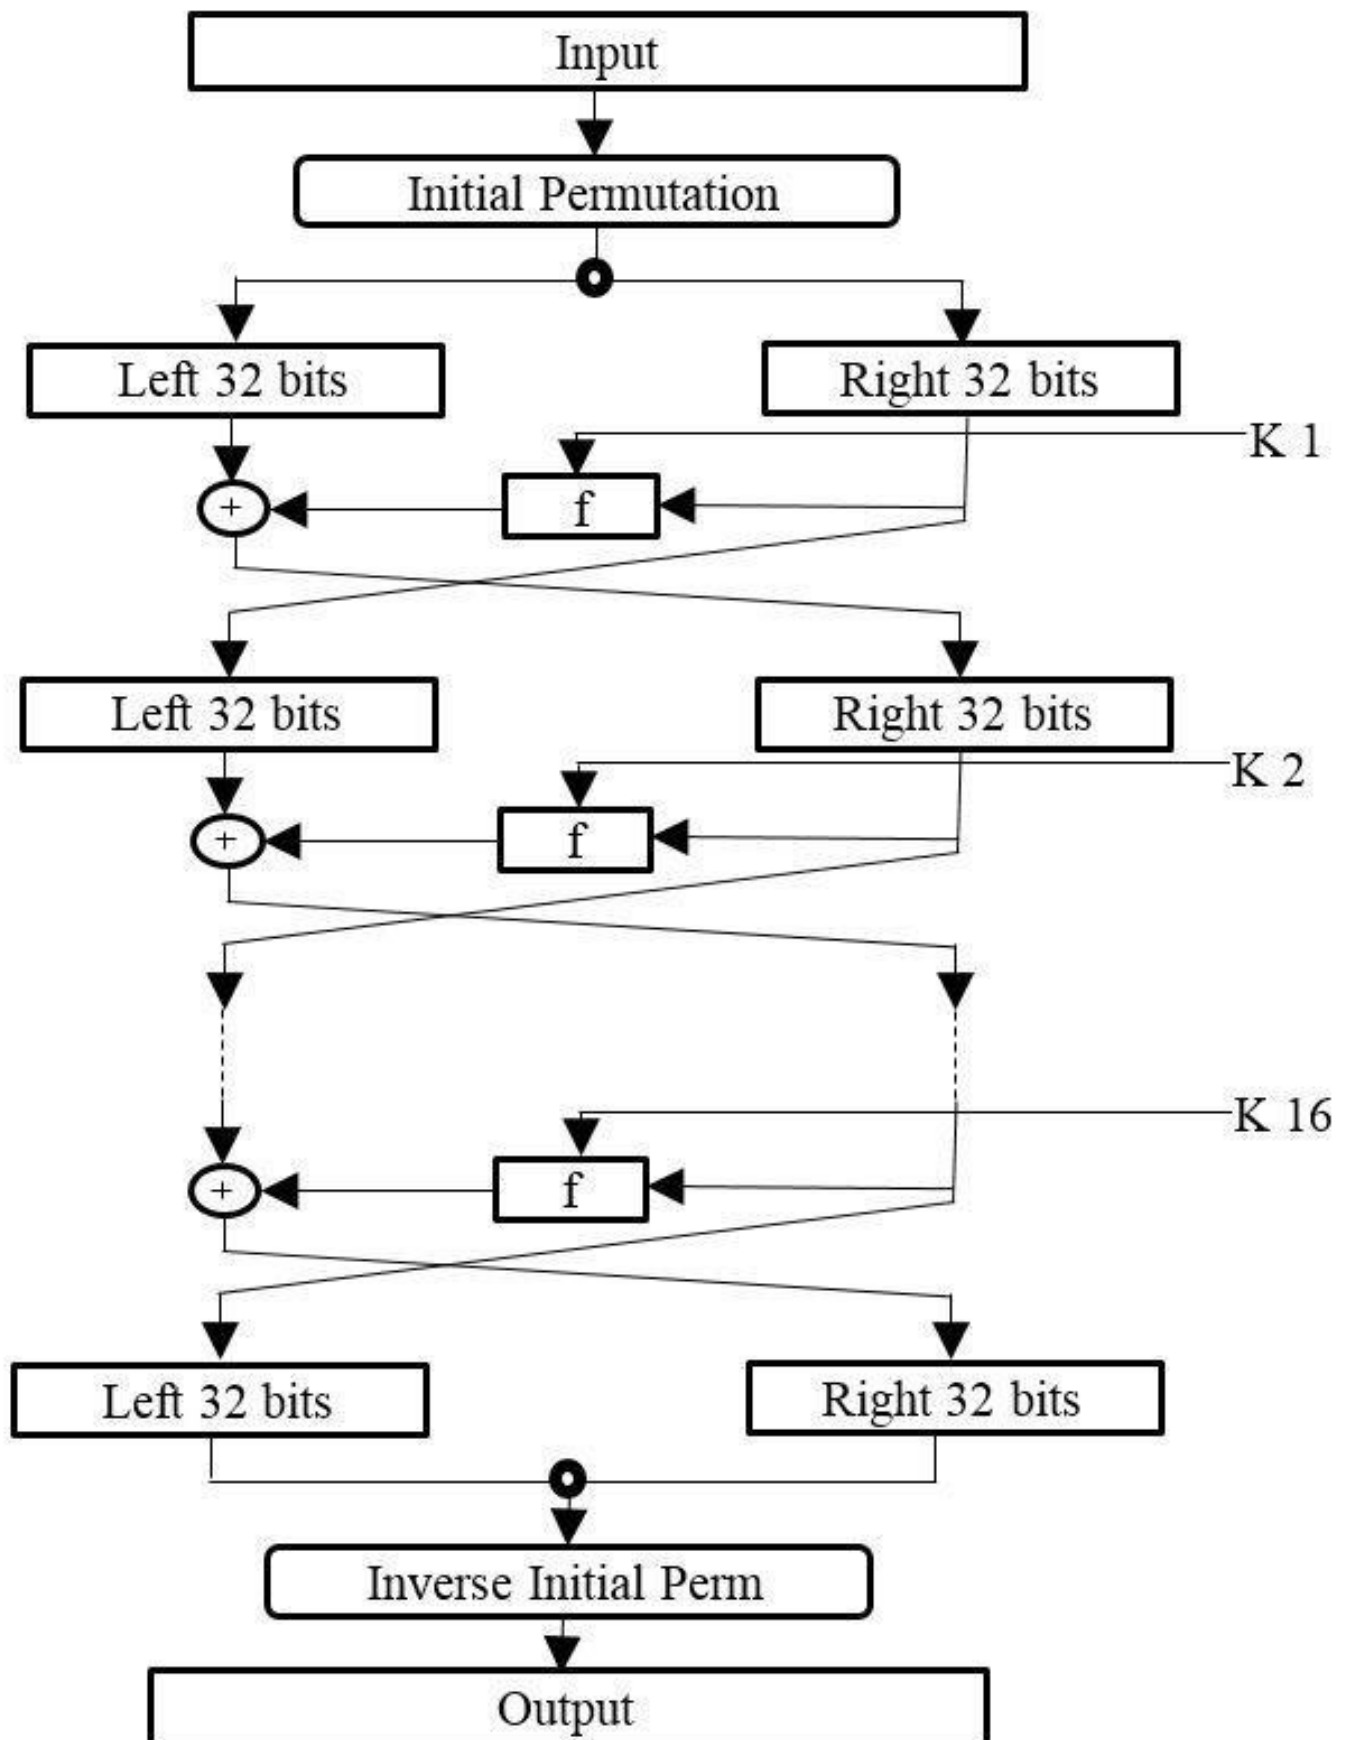 Input
Initial Permutation
Left 32 bits
Right 32 bits
K 1
+
f
Left 32 bits
Right 32 bits
K 2
+
f
K 16
+
f
Left 32 bits
Right 32 bits
Inverse Initial Perm
Output